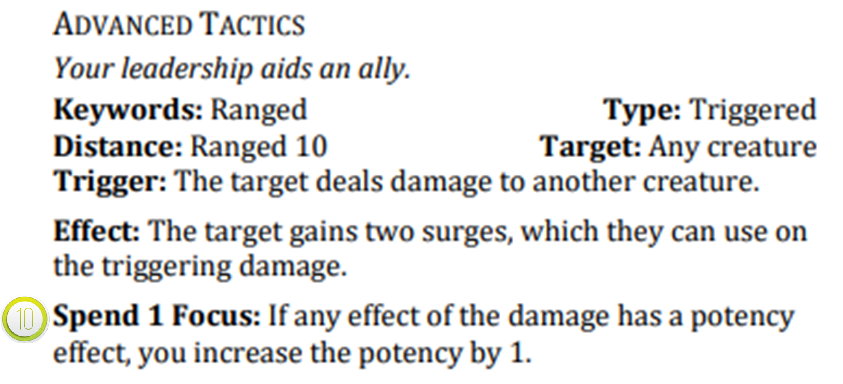 ADVANCED TACTICS
Your leadership aids an ally.
Keywords: Ranged Type: Triggered
Distance: Ranged 10 Target: Any creature
Trigger: The target deals damage to another creature.
Effect: The target gains two surges, which they can use on
the triggering damage.
10 Spend 1 Focus: If any effect of the damage has a potency
effect, you increase the potency by 1.